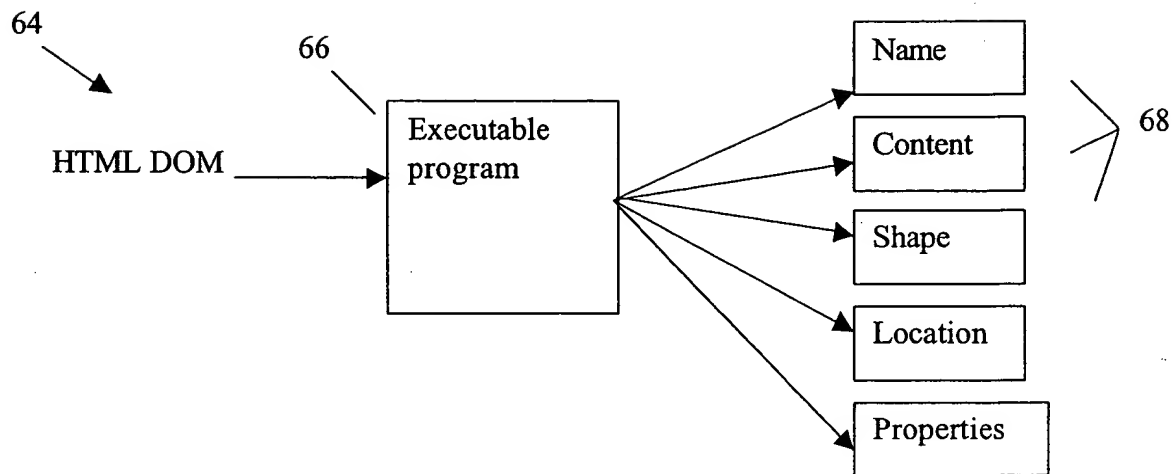 64
66
HTML DOM
Executable
program
Name
Content
Shape
Location
Properties
68